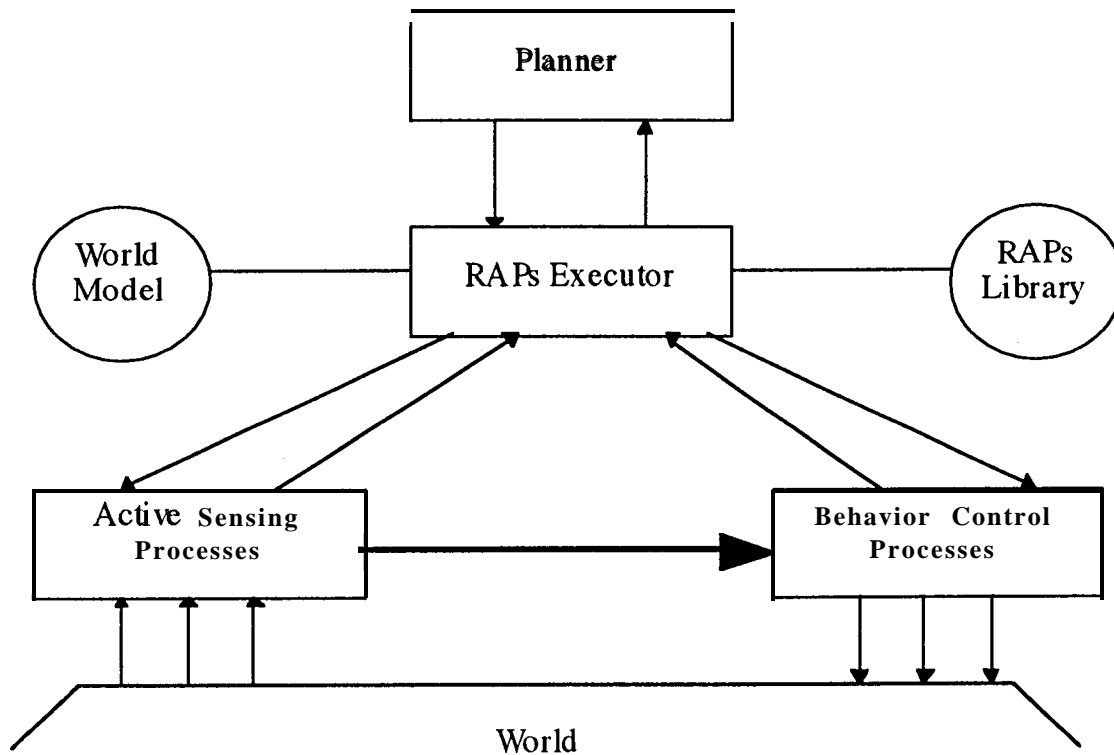 Planner
World
Model
RAPs Executor
RAPs
Library
Active Sensing
Processes
Behavior Control
Processes
World